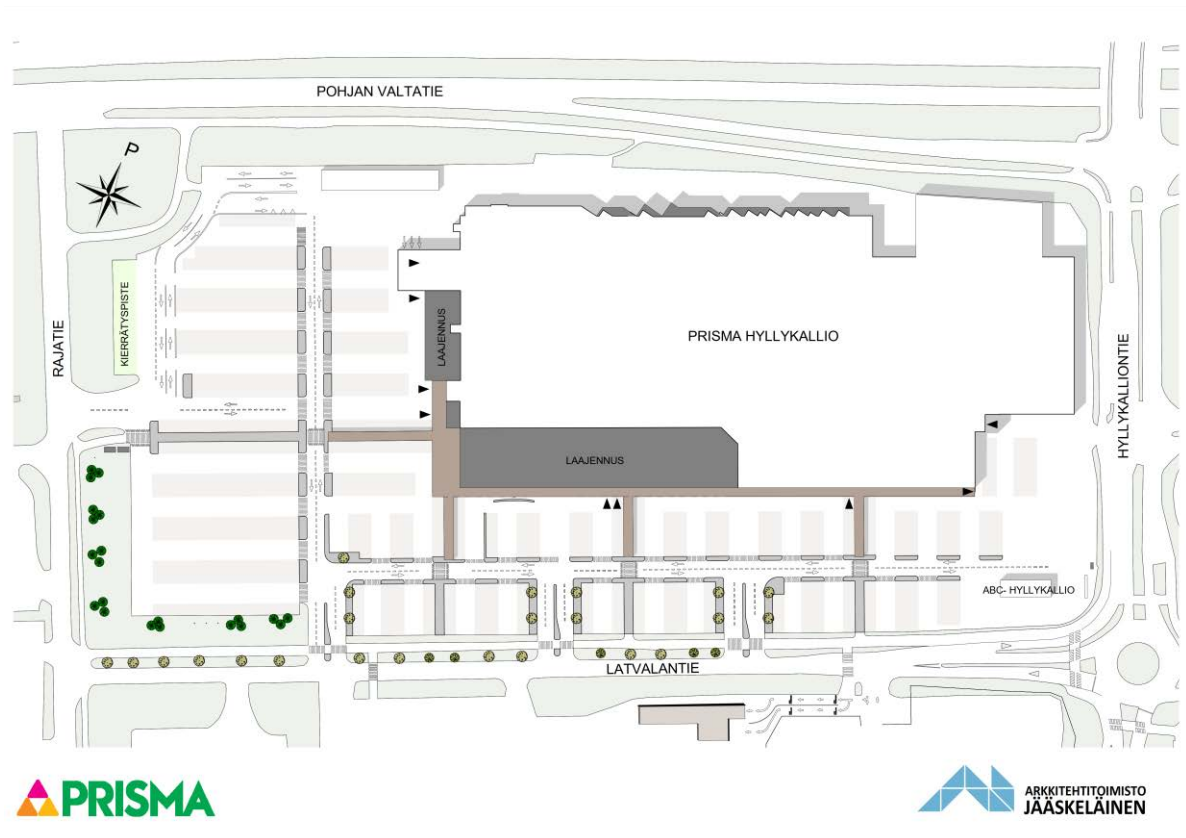 POHJAN VALTATIE
P
KIERRÄTYSPISTE
RAJATIE
LAAJENNUS
PRISMA HYLLYKALLIO
HYLLYKALLIONTIE
LAAJENNUS
ABC- HYLLYKALLIO
LATVALANTIE
PRISMA
ARKKITEHTITOIMISTO
JÄÄSKELÄINEN